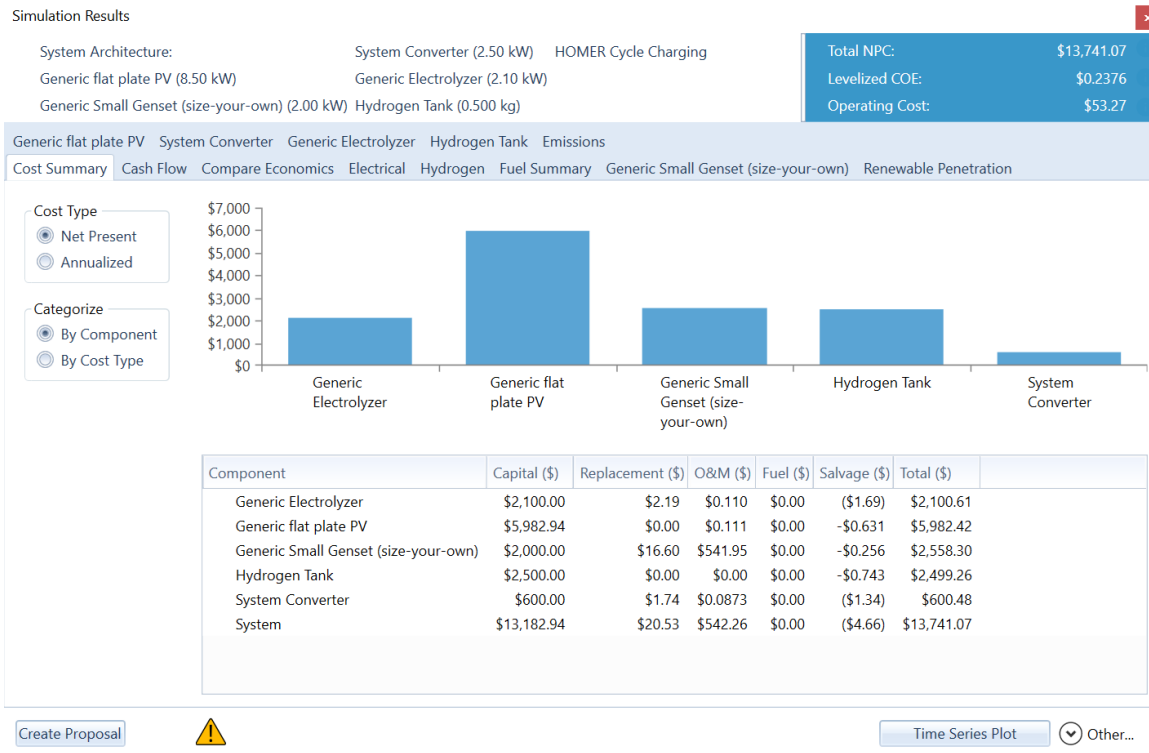 Simulation Results
System Architecture:
Generic flat plate PV (8.50 kW)
Generic Small Genset (size-your-own) (2.00 kW)
System Converter (2.50 kW)
Generic Electrolyzer (2.10 kW)
Hydrogen Tank (0.500 kg)
HOMER Cycle Charging
Total NPC: $13,741.07
Levelized COE: $0.2376
Operating Cost: $53.27
Generic flat plate PV System Converter Generic Electrolyzer Hydrogen Tank Emissions
Cost Summary Cash Flow Compare Economics Electrical Hydrogen Fuel Summary Generic Small Genset (size-your-own) Renewable Penetration
Cost Type
Net Present
Annualized
Categorize
By Component
By Cost Type
$7,000
$6,000
$5,000
$4,000
$3,000
$2,000
$1,000
$0
Generic
Electrolyzer
Generic flat
plate PV
Generic Small
Genset (size-
your-own)
Hydrogen Tank
System
Converter
Component Capital ($) Replacement ($) O&M ($) Fuel ($) Salvage ($) Total ($)
Generic Electrolyzer $2,100.00 $2.19 $0.110 $0.00 ($1.69) $2,100.61
Generic flat plate PV $5,982.94 $0.00 $0.111 $0.00 -$0.631 $5,982.42
Generic Small Genset (size-your-own) $2,000.00 $16.60 $541.95 $0.00 -$0.256 $2,558.30
Hydrogen Tank $2,500.00 $0.00 $0.00 $0.00 -$0.743 $2,499.26
System Converter $600.00 $1.74 $0.0873 $0.00 ($1.34) $600.48
System $13,182.94 $20.53 $542.26 $0.00 ($4.66) $13,741.07
Create Proposal
Time Series Plot
Other...